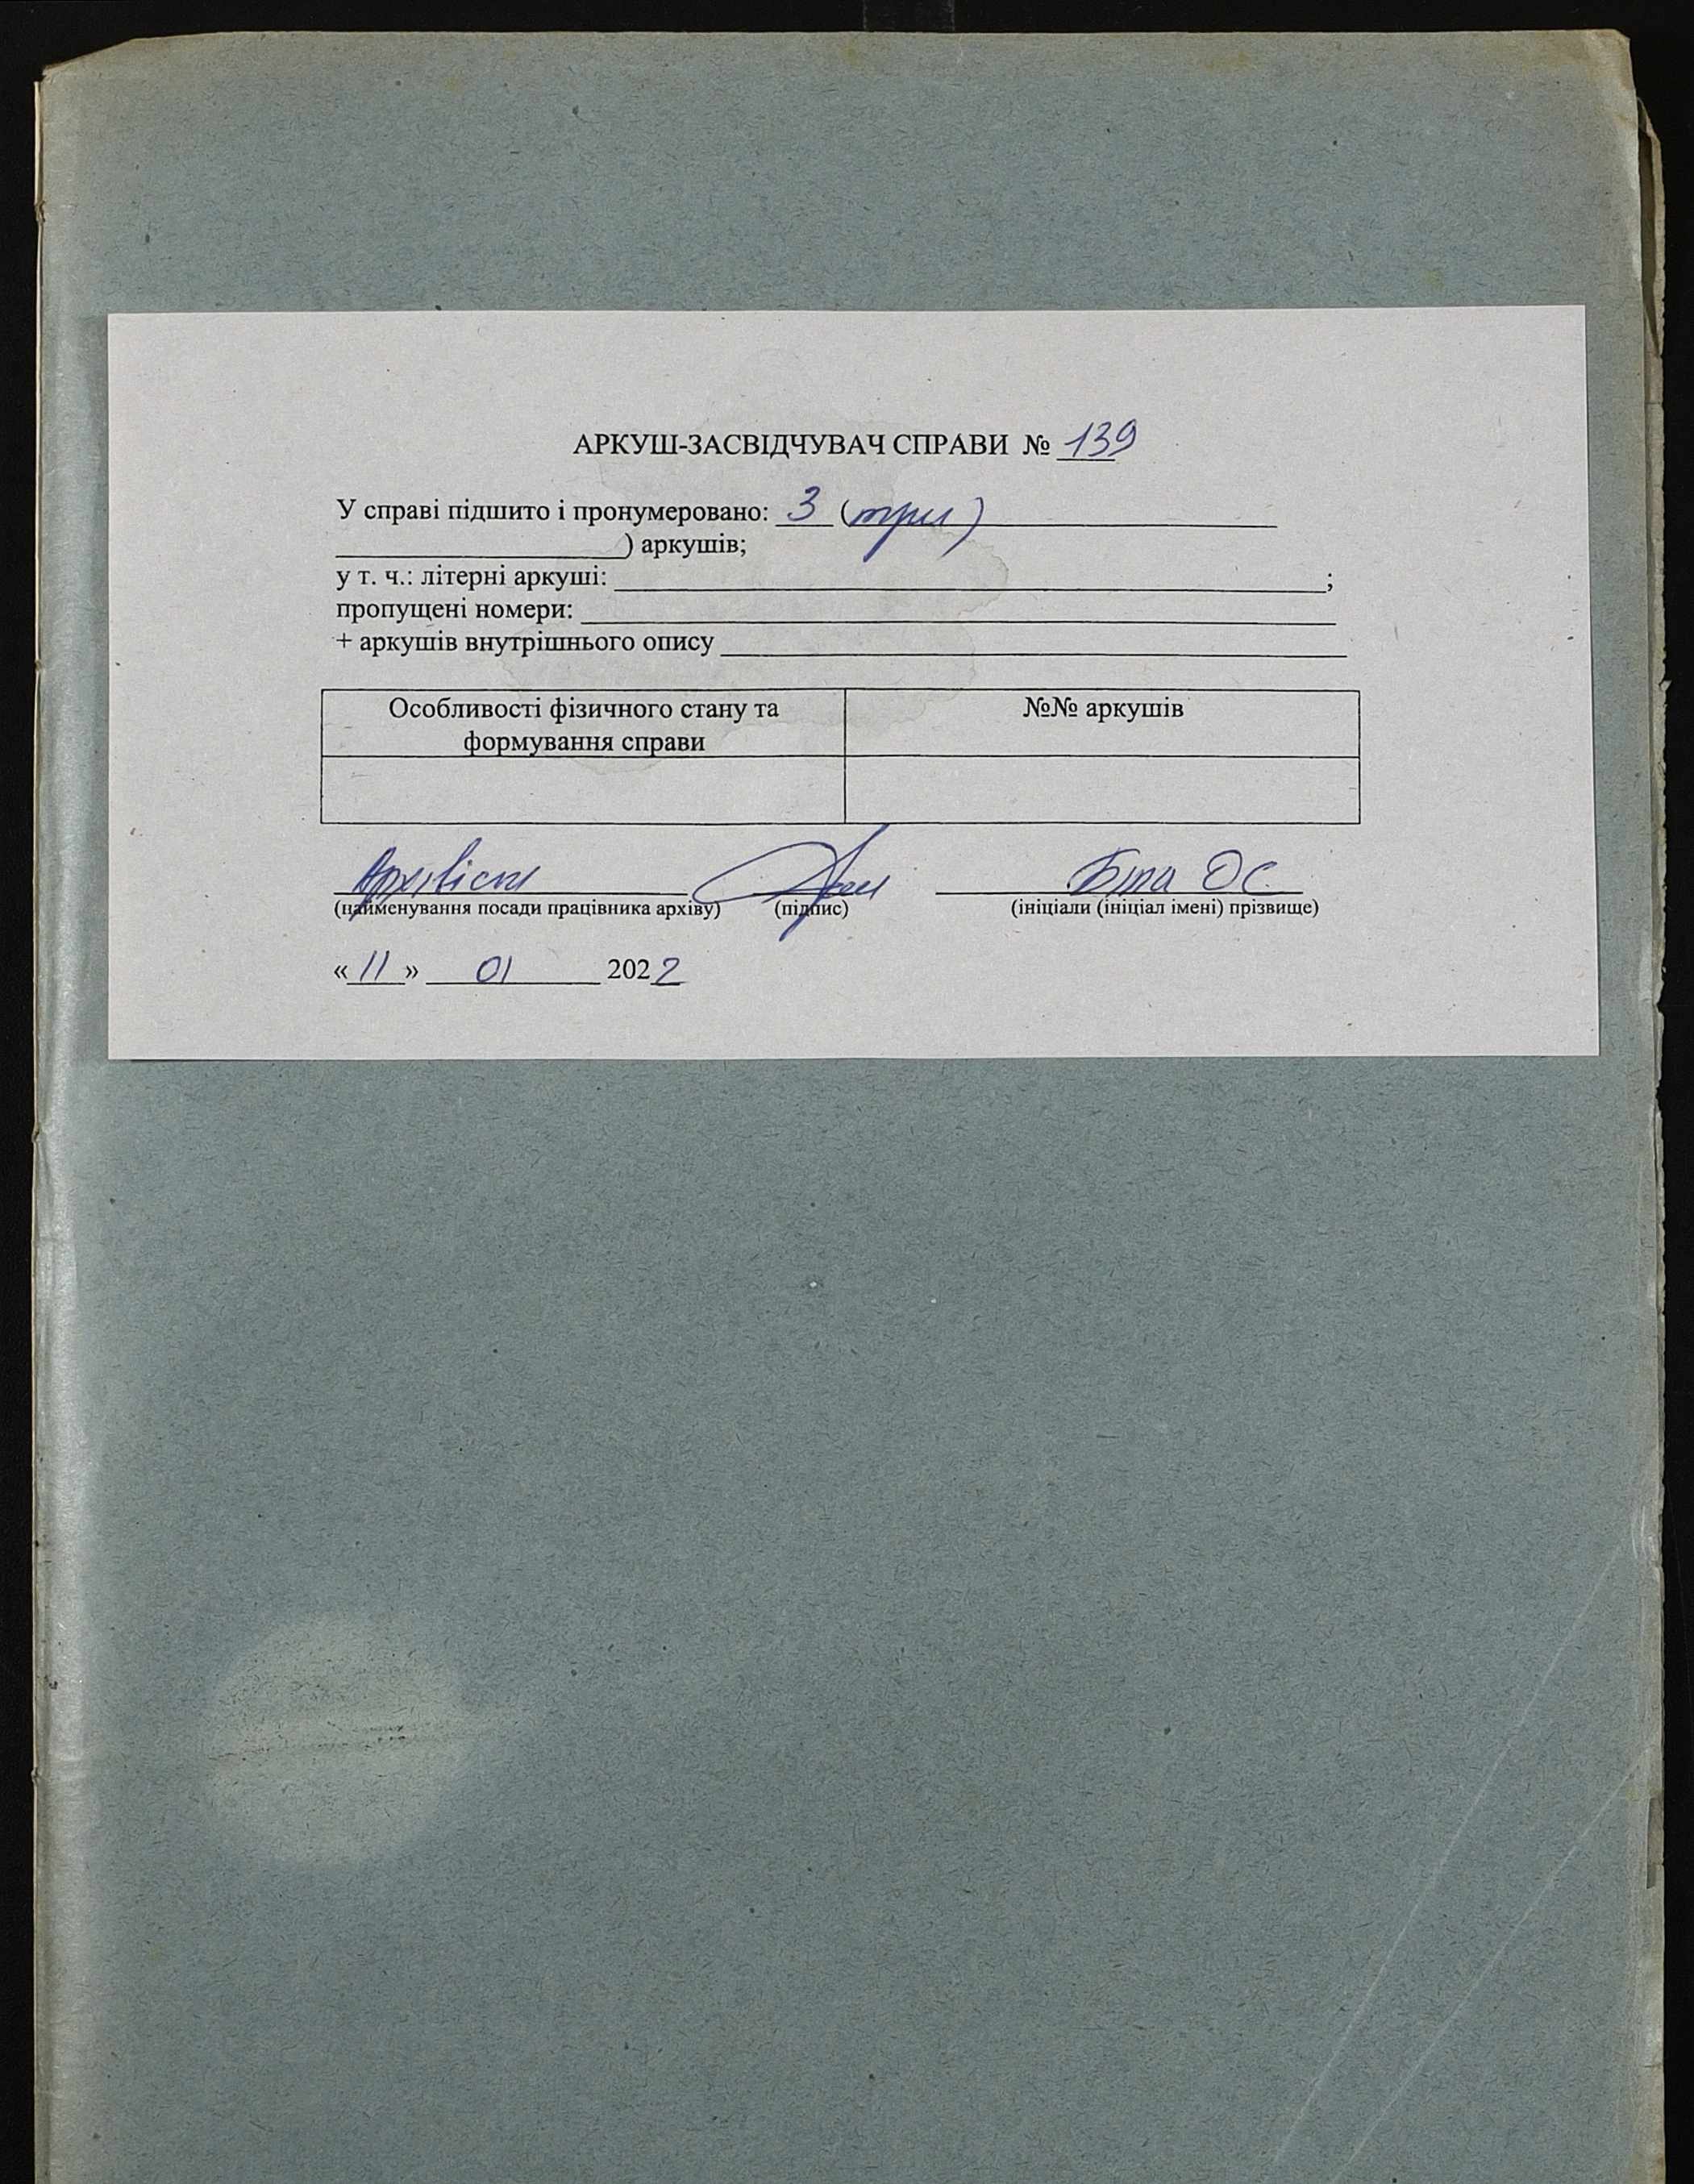 АРКУШ-ЗАСВІДЧУВАЧ СПРАВИ № 139
У справі підшито і пронумеровано: 3 (три)
) аркушів;
у т. ч.: літерні аркуші: ;
пропущені номери:
+ аркушів внутрішнього опису
Особливості фізичного стану та
формування справи
№№ аркушів
Архівіст ОС
(найменування посади працівника архіву) (підпис) (ініціали (ініціал імені) прізвище)
«11» 01 2022